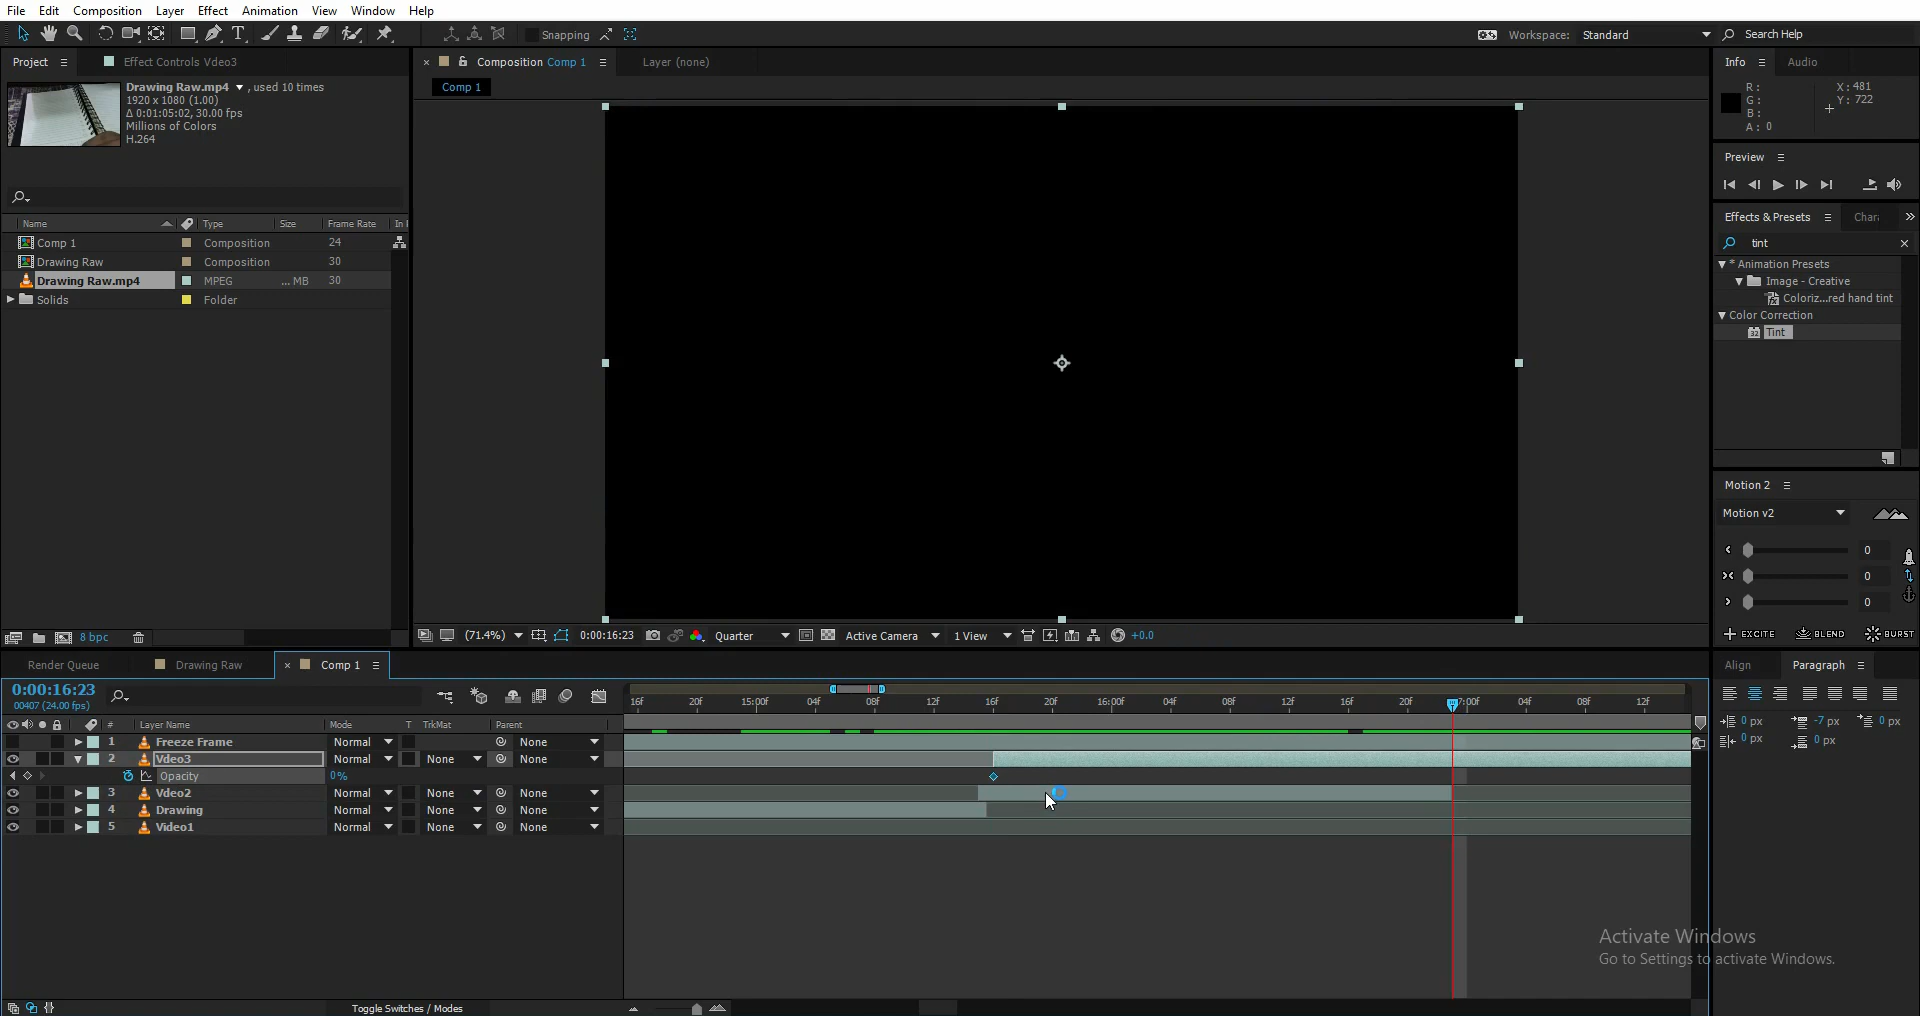 File Edit Composition Layer Effect Animation View Window Help
Snapping
Workspace: Standard
Search Help
Project
Effect Controls Vdeo3
Drawing Raw.mp4 , used 10 times
1920 x 1080 (1.00)
Δ 0:01:05:02, 30.00 fps
Millions of Colors
H.264
Name Type Size Frame Rate In
Comp 1 Composition 24
Drawing Raw Composition 30
Drawing Raw.mp4 MPEG ... MB 30
Solids Folder
8 bpc
Composition Comp 1
Layer (none)
Comp 1
(71.4%) 0:00:16:23 Quarter Active Camera 1 View +0.0
Info Audio
R: X: 481
G: Y: 722
B:
A: 0
Preview
Effects & Presets Chara
tint
* Animation Presets
Image - Creative
Coloriz...red hand tint
Color Correction
32 Tint
Motion 2
Motion v2
0
0
0
EXCITE BLEND BURST
Align Paragraph
0 px -7 px 0 px
0 px 0 px
Render Queue Drawing Raw Comp 1
0:00:16:23
00407 (24.00 fps)
16f 20f 15:00f 04f 08f 12f 16f 20f 16:00f 04f 08f 12f 16f 20f 7:00f 04f 08f 12f
# Layer Name Mode T TrkMat Parent
1 Freeze Frame Normal None
2 Vdeo3 Normal None None
Opacity 0%
3 Vdeo2 Normal None None
4 Drawing Normal None None
5 Video1 Normal None None
Toggle Switches / Modes
Activate Windows
Go to Settings to activate Windows.